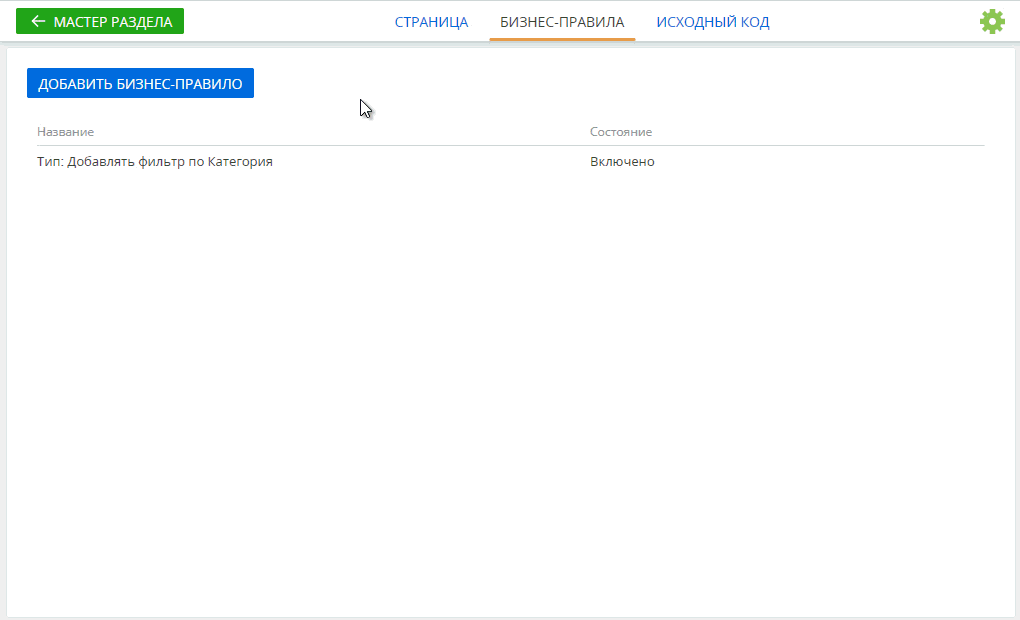 МАСТЕР РАЗДЕЛА
СТРАНИЦА
БИЗНЕС-ПРАВИЛА
ИСХОДНЫЙ КОД
ДОБАВИТЬ БИЗНЕС-ПРАВИЛО
Название
Состояние
Тип: Добавлять фильтр по Категория
Включено